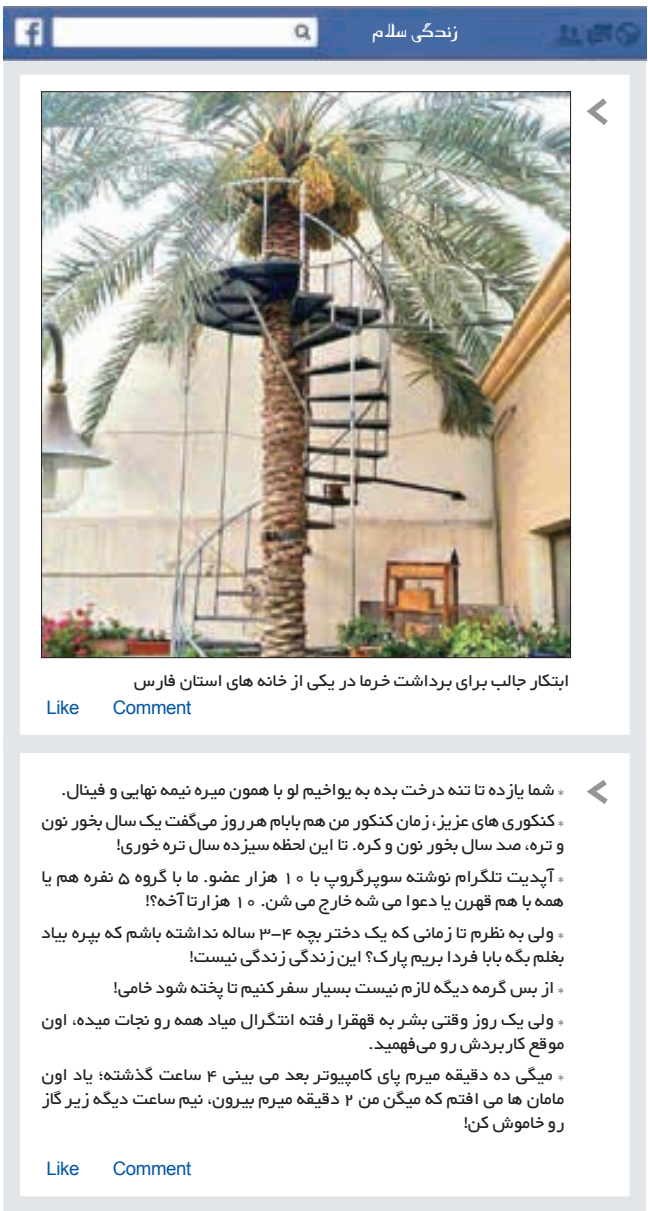 زندگی سلام
ابتکار جالب برای برداشت خرما در یکی از خانه های استان فارس
Like Comment
* شما یازده تا تنه درخت بده به یواخیم لو با همون میره نیمه نهایی و فینال.
* کنکوری های عزیز، زمان کنکور من هم بابام هرروز می‌گفت یک سال بخور نون
و تره، صد سال بخور نون و کره. تا این لحظه سیزده سال تره خوری!
* آپدیت تلگرام نوشته سوپرگروپ با ۱۰ هزار عضو. ما با گروه ۵ نفره هم یا
همه با هم قهرن یا دعوا می شه خارج می شن. ۱۰ هزارتا آخه؟!
* ولی به نظرم تا زمانی که یک دختر بچه ۴-۳ ساله نداشته باشم که بپره بیاد
بغلم بگه بابا فردا بریم پارک؟ این زندگی زندگی نیست!
* از بس گرمه دیگه لازم نیست بسیار سفر کنیم تا پخته شود خامی!
* ولی یک روز وقتی بشر به قهقرا رفته انتگرال میاد همه رو نجات میده، اون
موقع کاربردش رو می‌فهمید.
* میگی ده دقیقه میرم پای کامپیوتر بعد می بینی ۴ ساعت گذشته؛ یاد اون
مامان ها می افتم که میگن من ۲ دقیقه میرم بیرون، نیم ساعت دیگه زیر گاز
رو خاموش کن!
Like Comment